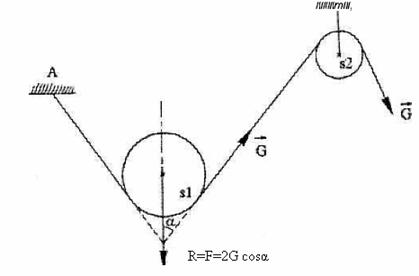 A
s2
G⃗
G⃗
s1
α
R=F=2G cosα